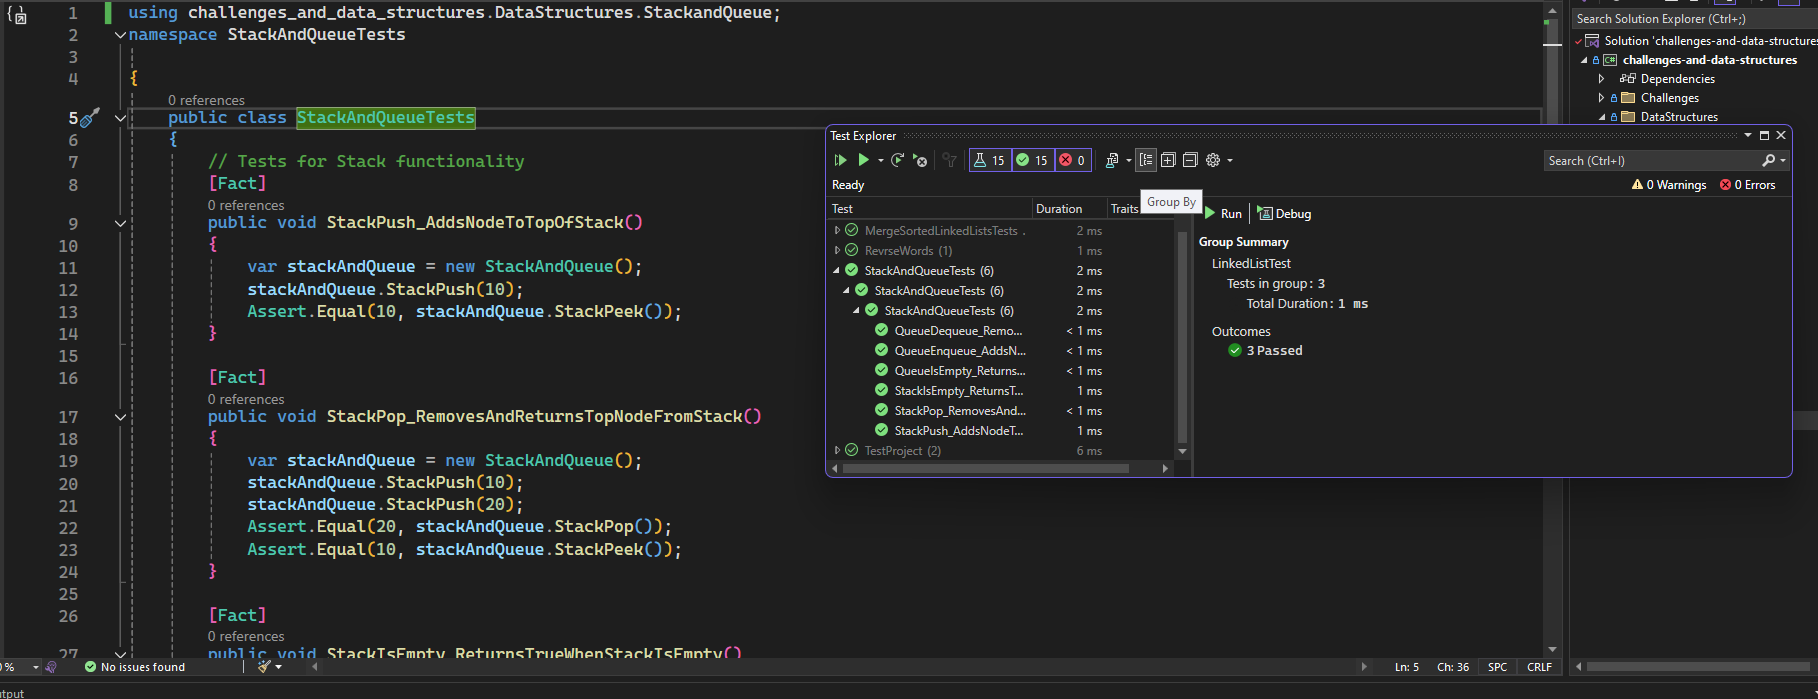 1 using challenges_and_data_structures.DataStructures.StackandQueue;
2 namespace StackAndQueueTests
3
4 {
0 references
5 public class StackAndQueueTests
6 {
7 // Tests for Stack functionality
8 [Fact]
0 references
9 public void StackPush_AddsNodeToTopOfStack()
10 {
11 var stackAndQueue = new StackAndQueue();
12 stackAndQueue.StackPush(10);
13 Assert.Equal(10, stackAndQueue.StackPeek());
14 }
15
16 [Fact]
0 references
17 public void StackPop_RemovesAndReturnsTopNodeFromStack()
18 {
19 var stackAndQueue = new StackAndQueue();
20 stackAndQueue.StackPush(10);
21 stackAndQueue.StackPush(20);
22 Assert.Equal(20, stackAndQueue.StackPop());
23 Assert.Equal(10, stackAndQueue.StackPeek());
24 }
25
26 [Fact]
0 references
27 public void StackIsEmpty_ReturnsTrueWhenStackIsEmpty()
0 % No issues found Ln: 5 Ch: 36 SPC CRLF
utput
Test Explorer
15 15 0
Search (Ctrl+I)
Ready 0 Warnings 0 Errors
Test Duration Traits
Group By
MergeSortedLinkedListsTests . 2 ms
RevrseWords (1) 1 ms
StackAndQueueTests (6) 2 ms
StackAndQueueTests (6) 2 ms
StackAndQueueTests (6) 2 ms
QueueDequeue_Remo... < 1 ms
QueueEnqueue_AddsN... < 1 ms
QueueIsEmpty_Returns... < 1 ms
StackIsEmpty_ReturnsT... 1 ms
StackPop_RemovesAnd... < 1 ms
StackPush_AddsNodeT... 1 ms
TestProject (2) 6 ms
Run Debug
Group Summary
LinkedListTest
Tests in group: 3
Total Duration: 1 ms
Outcomes
3 Passed
Search Solution Explorer (Ctrl+;)
Solution 'challenges-and-data-structures
C# challenges-and-data-structures
Dependencies
Challenges
DataStructures